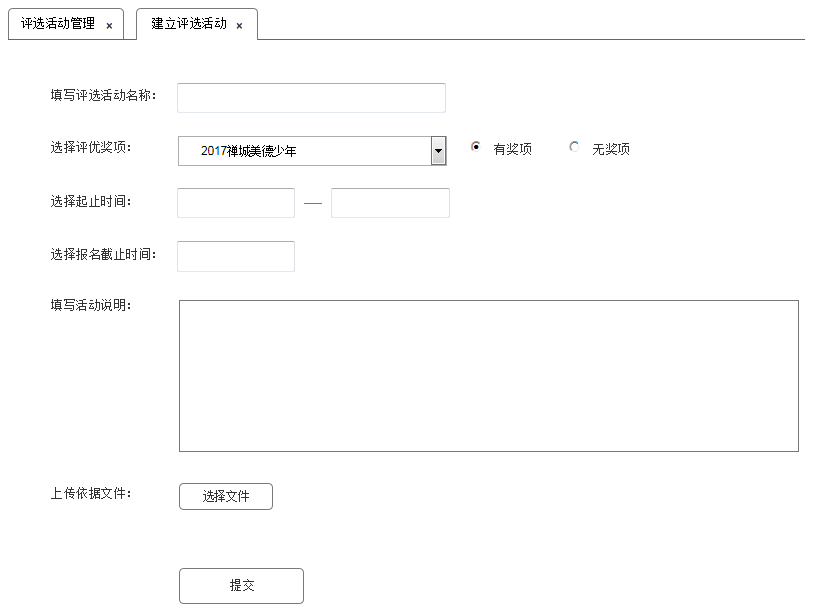 评选活动管理 × 建立评选活动 ×
填写评选活动名称：
选择评优奖项： 2017禅城美德少年 有奖项 无奖项
选择起止时间： —
选择报名截止时间：
填写活动说明：
上传依据文件： 选择文件
提交